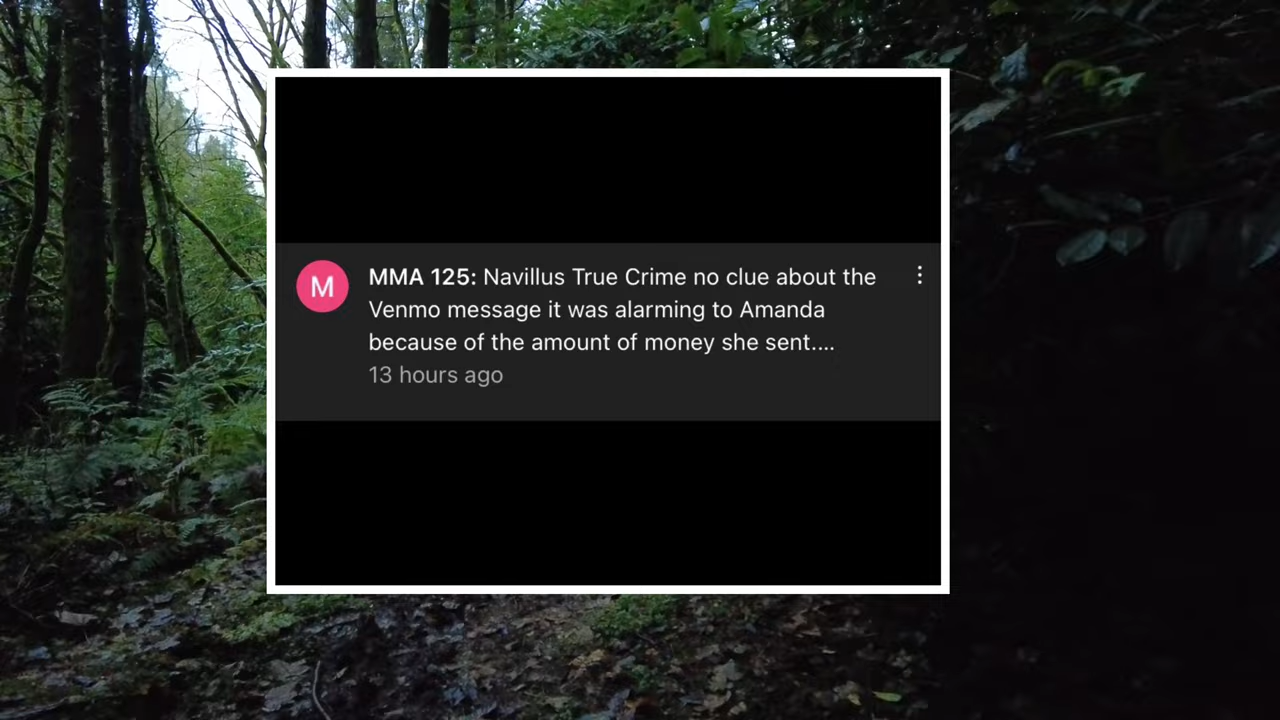 M
MMA 125: Navillus True Crime no clue about the
Venmo message it was alarming to Amanda
because of the amount of money she sent....
13 hours ago